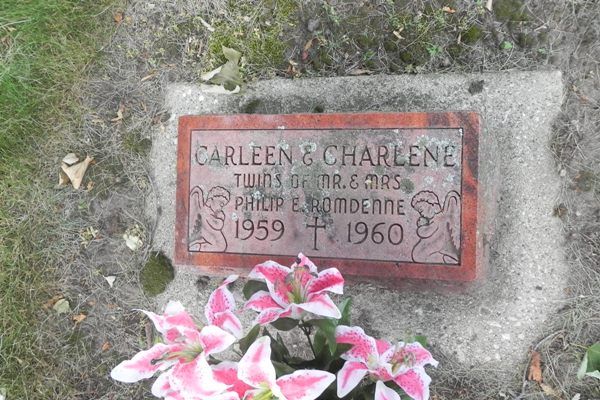 CARLEEN & CHARLENE
TWINS OF MR. & MRS
PHILIP E. ROMDENNE
1959 1960